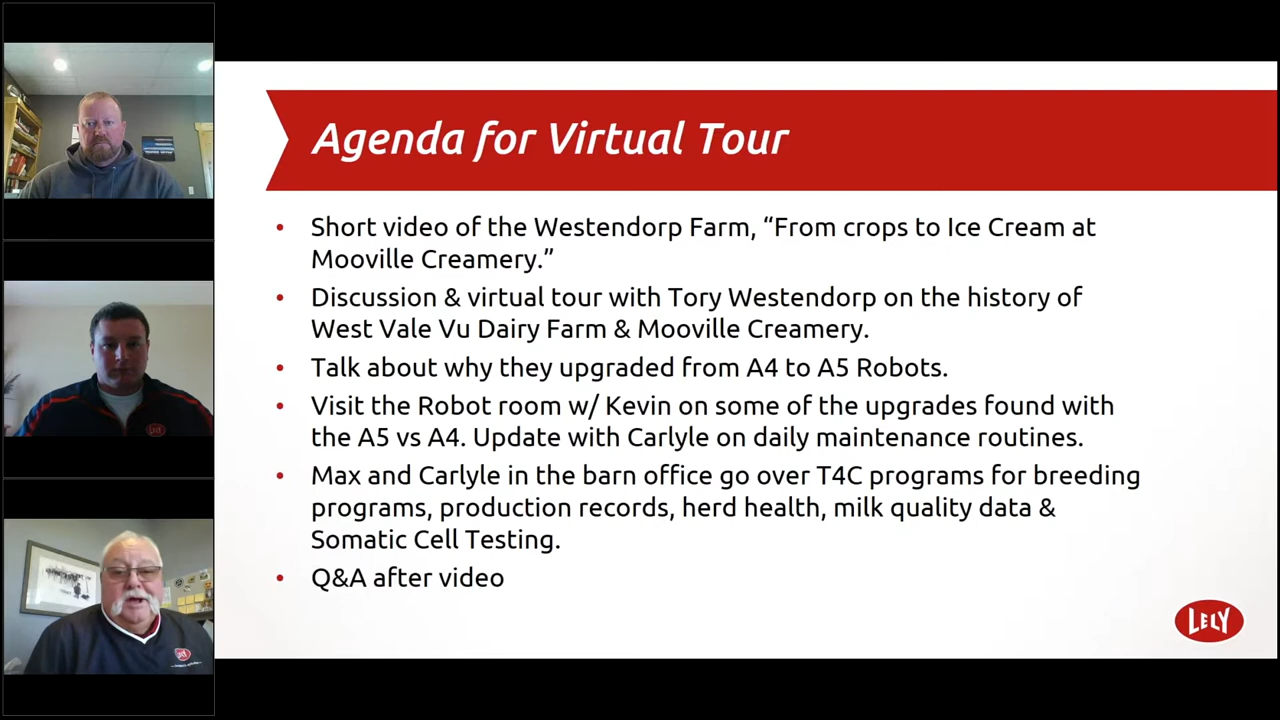 Agenda for Virtual Tour
• Short video of the Westendorp Farm, “From crops to Ice Cream at
Mooville Creamery.”
• Discussion & virtual tour with Tory Westendorp on the history of
West Vale Vu Dairy Farm & Mooville Creamery.
• Talk about why they upgraded from A4 to A5 Robots.
• Visit the Robot room w/ Kevin on some of the upgrades found with
the A5 vs A4. Update with Carlyle on daily maintenance routines.
• Max and Carlyle in the barn office go over T4C programs for breeding
programs, production records, herd health, milk quality data &
Somatic Cell Testing.
• Q&A after video
LELY